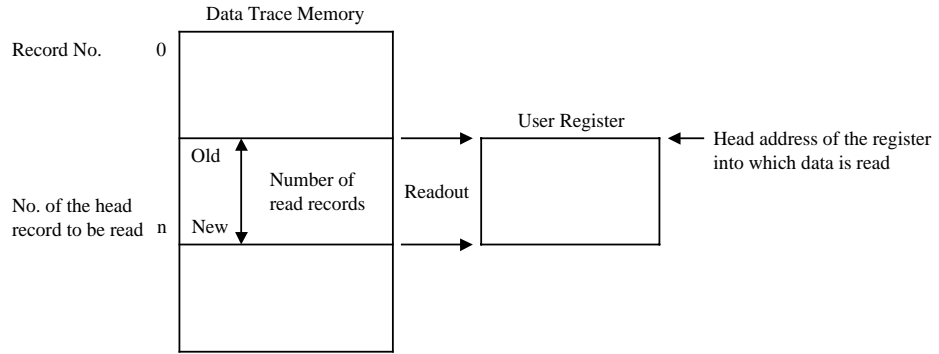 Data Trace Memory
Record No. 0
User Register
Head address of the register
into which data is read
Old
Number of
read records
Readout
No. of the head
record to be read n
New